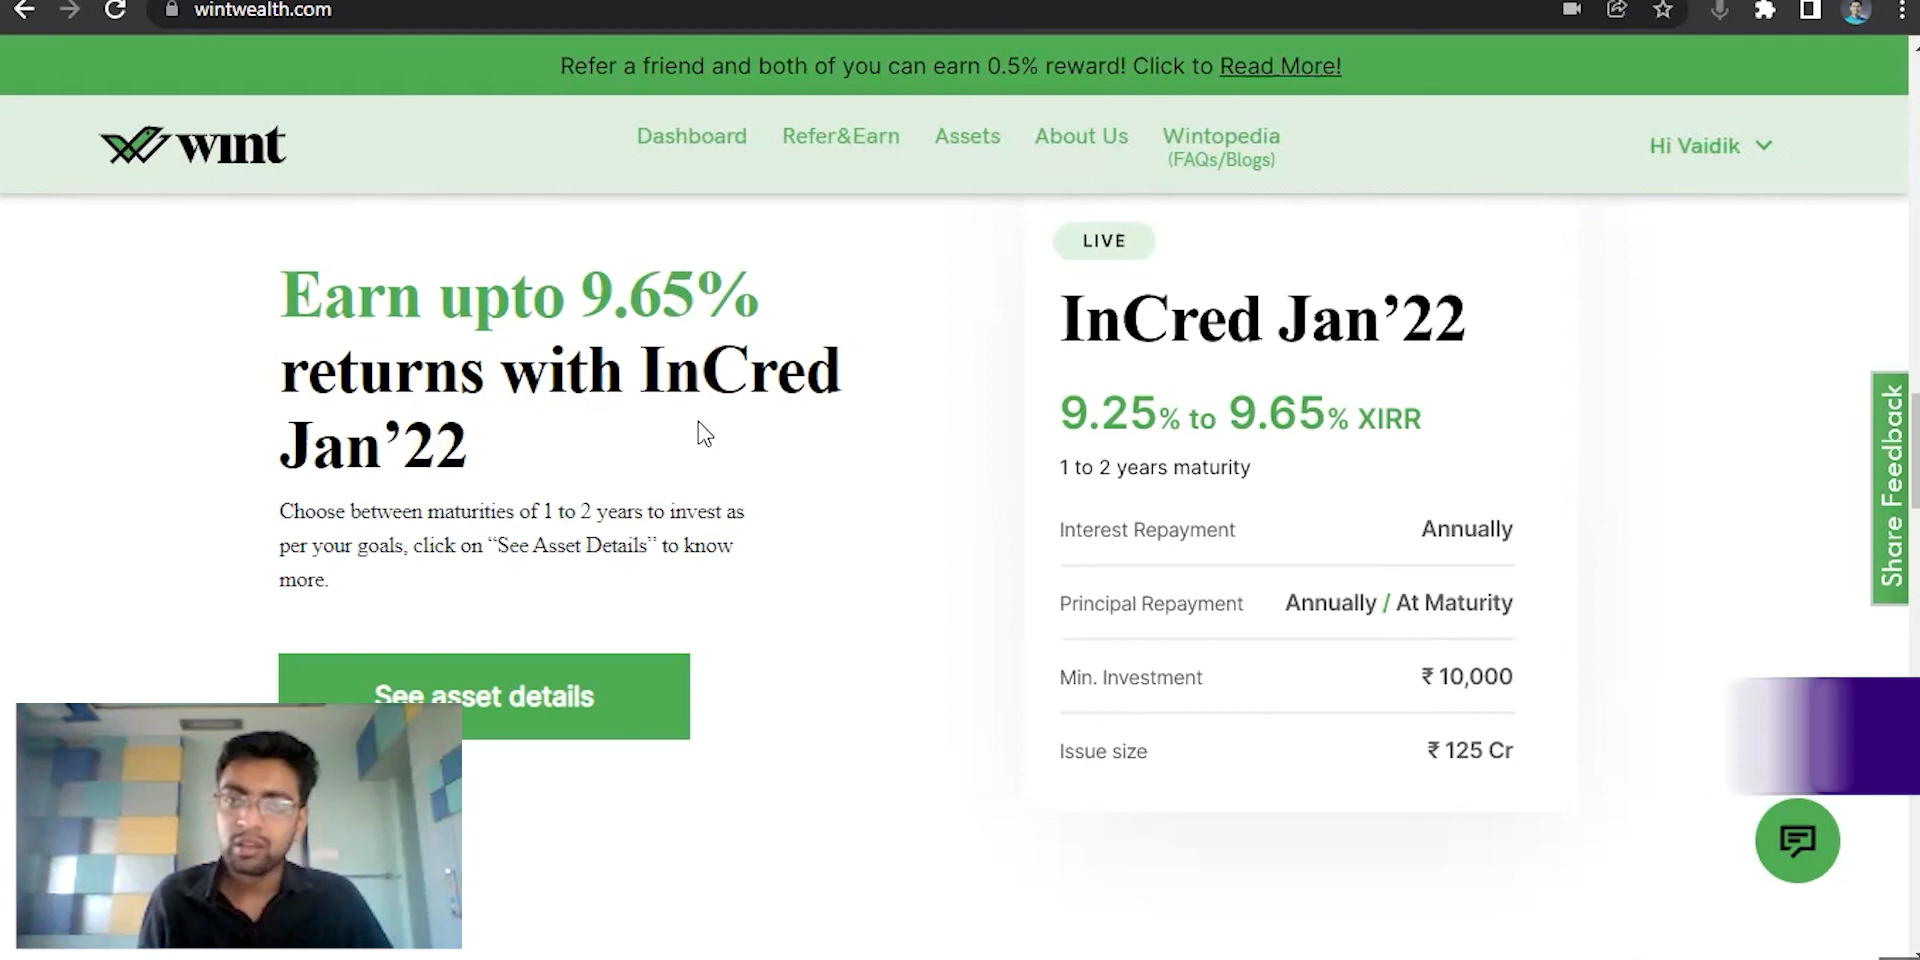 wintwealth.com
Refer a friend and both of you can earn 0.5% reward! Click to Read More!
wint
Dashboard
Refer&Earn
Assets
About Us
Wintopedia
(FAQs/Blogs)
Hi Vaidik
Earn upto 9.65%
returns with InCred
Jan’22
Choose between maturities of 1 to 2 years to invest as
per your goals, click on “See Asset Details” to know
more.
See asset details
LIVE
InCred Jan’22
9.25% to 9.65% XIRR
1 to 2 years maturity
Interest Repayment Annually
Principal Repayment Annually / At Maturity
Min. Investment ₹ 10,000
Issue size ₹ 125 Cr
Share Feedback